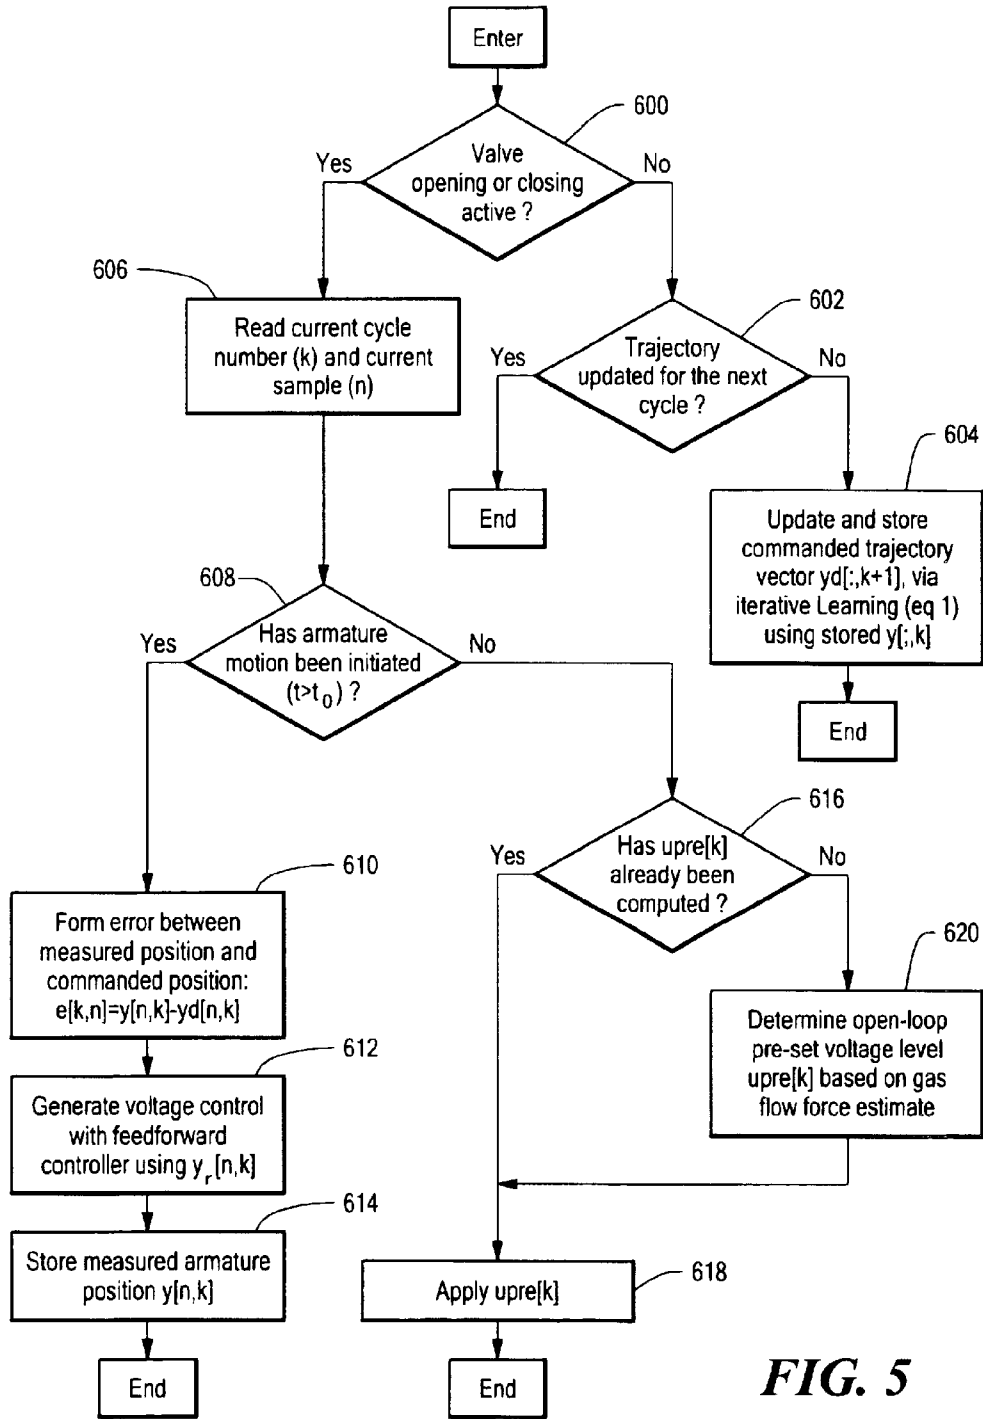 Enter
600
Valve
opening or closing
active ?
Yes
No
606
Read current cycle
number (k) and current
sample (n)
602
Trajectory
updated for the next
cycle ?
Yes
No
End
604
Update and store
commanded trajectory
vector yd[:,k+1], via
iterative Learning (eq 1)
using stored y[:,k]
End
608
Has armature
motion been initiated
(t>t0) ?
Yes
No
616
Has upre[k]
already been
computed ?
Yes
No
610
Form error between
measured position and
commanded position:
e[k,n]=y[n,k]-yd[n,k]
620
Determine open-loop
pre-set voltage level
upre[k] based on gas
flow force estimate
612
Generate voltage control
with feedforward
controller using yr[n,k]
614
Store measured armature
position y[n,k]
618
Apply upre[k]
End
End
FIG. 5